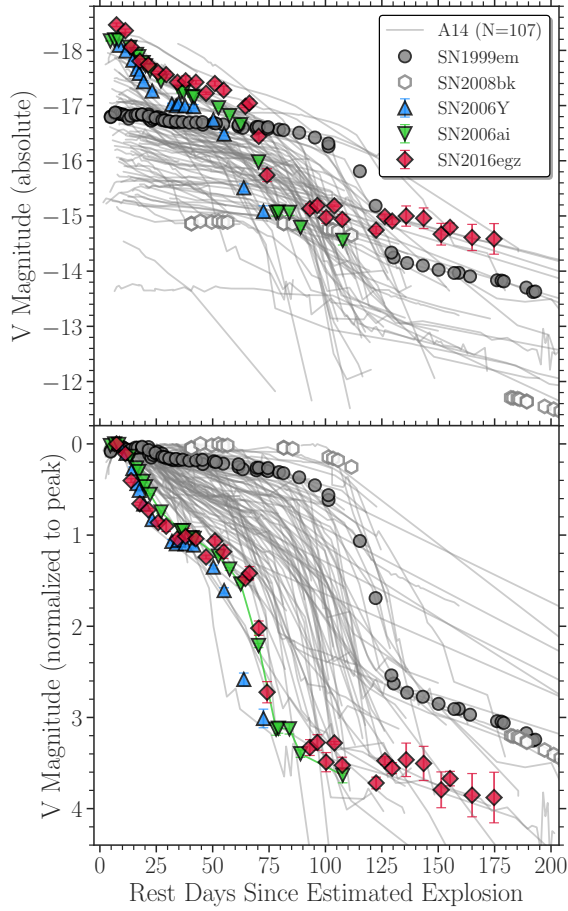 −18
−17
−16
−15
−14
−13
−12
V Magnitude (absolute)
A14 (N=107)
SN1999em
SN2008bk
SN2006Y
SN2006ai
SN2016egz
0
1
2
3
4
V Magnitude (normalized to peak)
0 25 50 75 100 125 150 175 200
Rest Days Since Estimated Explosion